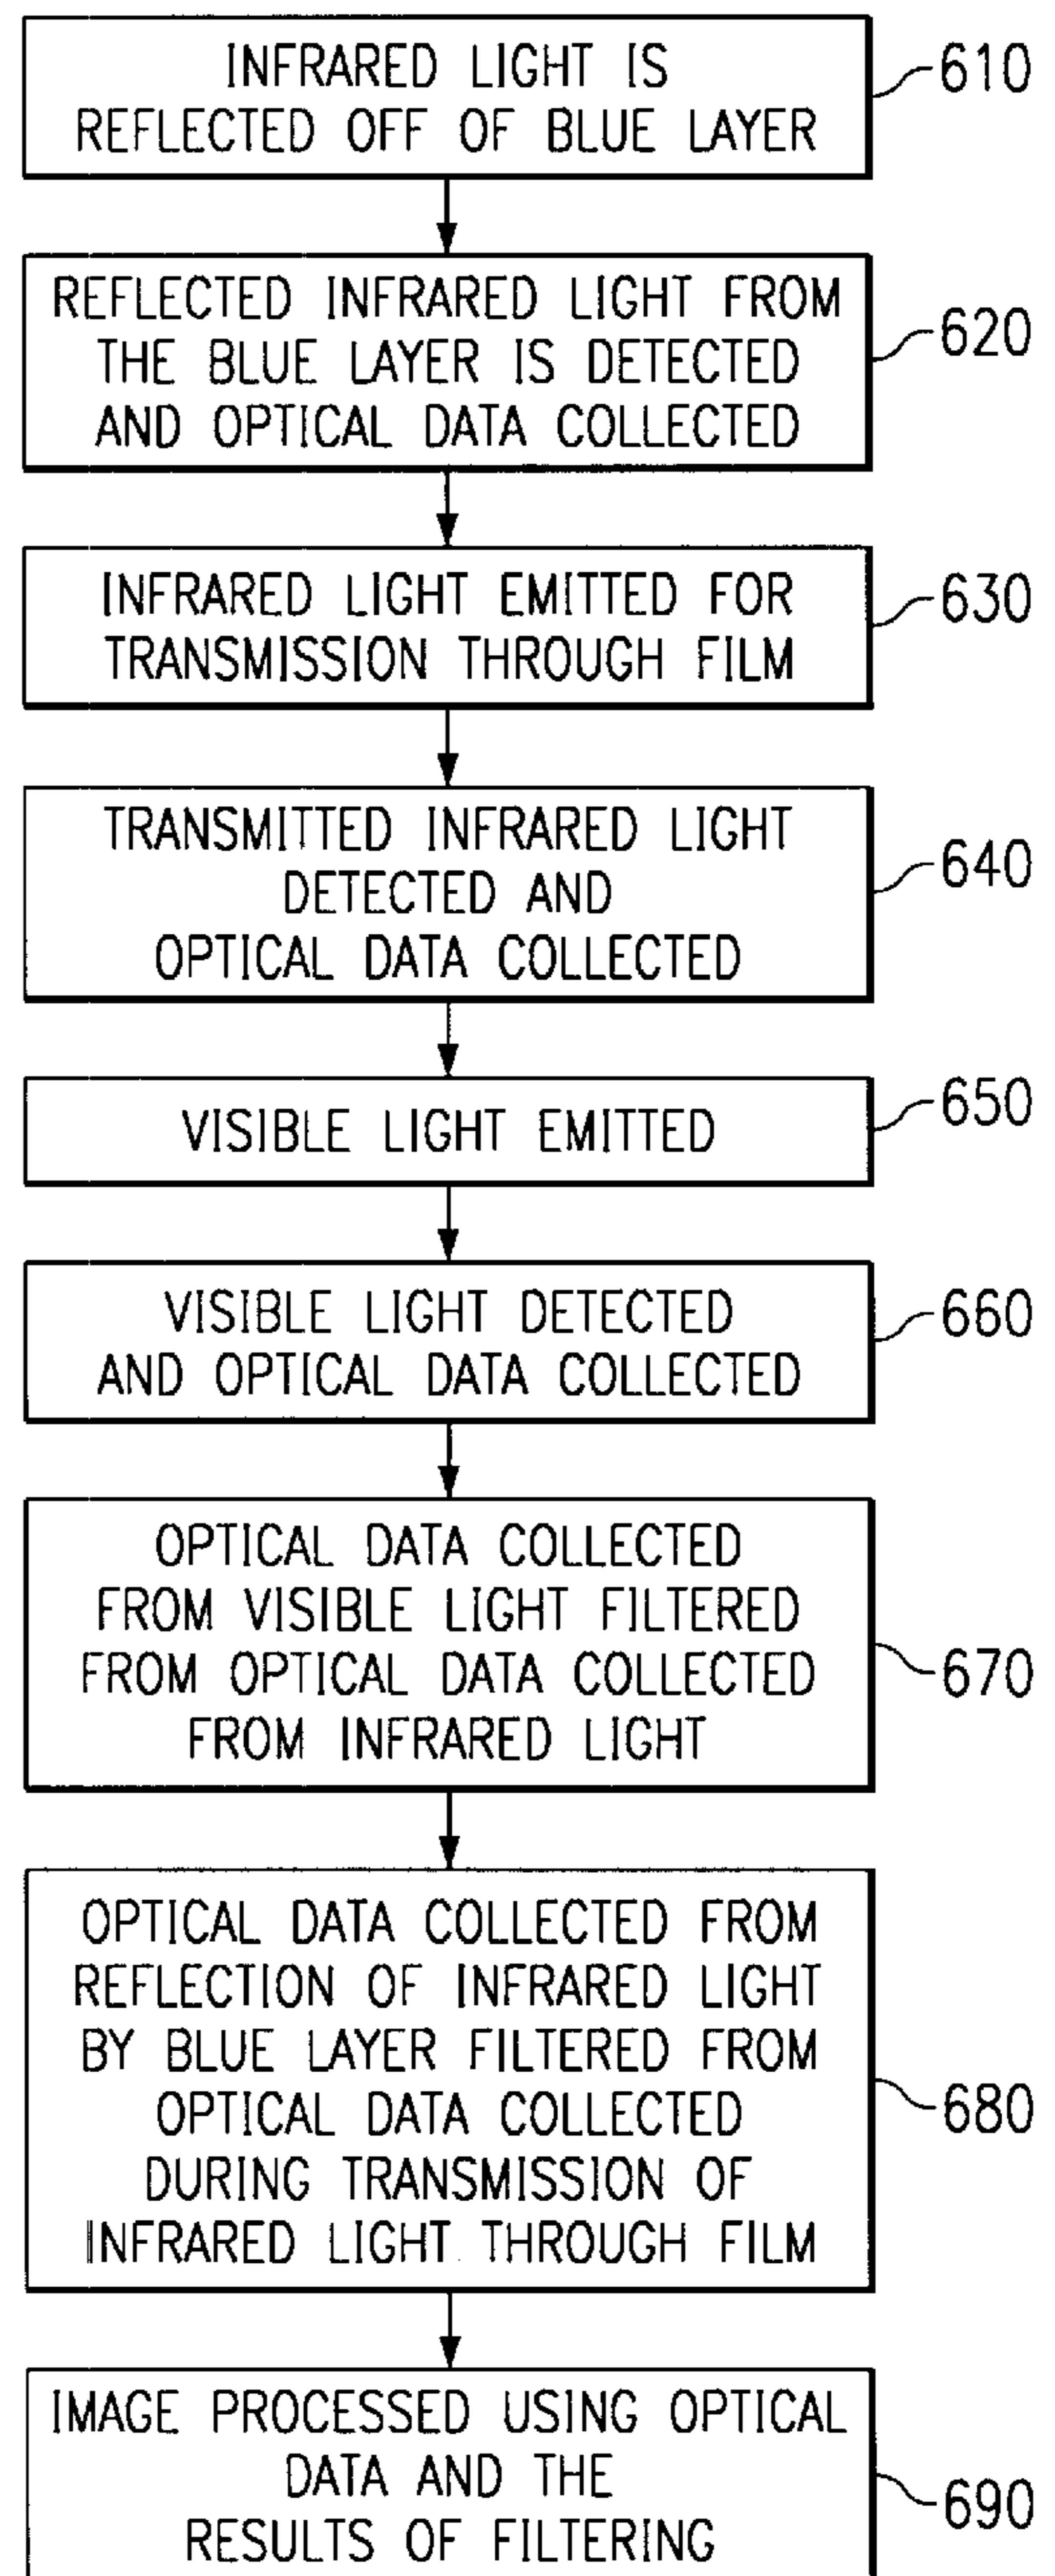 INFRARED LIGHT IS
REFLECTED OFF OF BLUE LAYER
610
REFLECTED INFRARED LIGHT FROM
THE BLUE LAYER IS DETECTED
AND OPTICAL DATA COLLECTED
620
INFRARED LIGHT EMITTED FOR
TRANSMISSION THROUGH FILM
630
TRANSMITTED INFRARED LIGHT
DETECTED AND
OPTICAL DATA COLLECTED
640
VISIBLE LIGHT EMITTED
650
VISIBLE LIGHT DETECTED
AND OPTICAL DATA COLLECTED
660
OPTICAL DATA COLLECTED
FROM VISIBLE LIGHT FILTERED
FROM OPTICAL DATA COLLECTED
FROM INFRARED LIGHT
670
OPTICAL DATA COLLECTED FROM
REFLECTION OF INFRARED LIGHT
BY BLUE LAYER FILTERED FROM
OPTICAL DATA COLLECTED
DURING TRANSMISSION OF
INFRARED LIGHT THROUGH FILM
680
IMAGE PROCESSED USING OPTICAL
DATA AND THE
RESULTS OF FILTERING
690